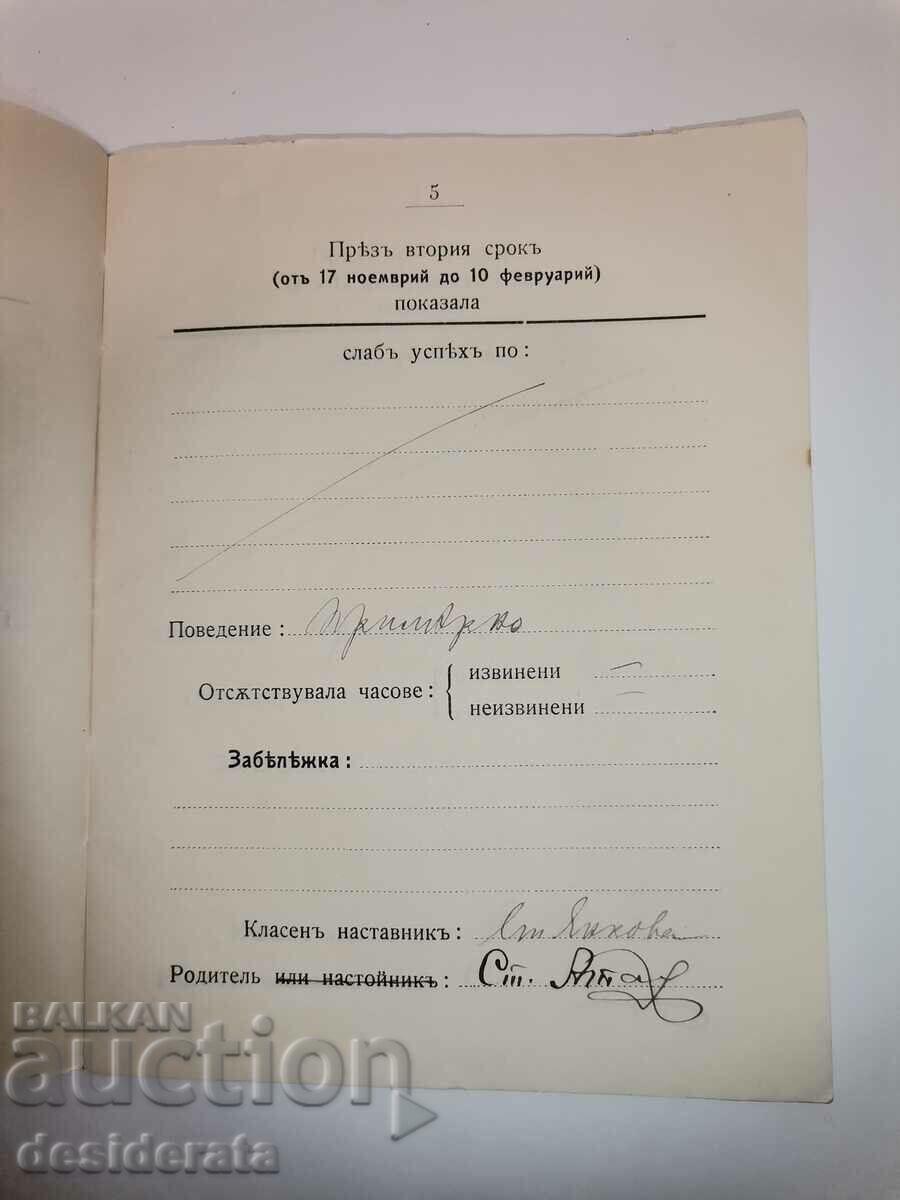 5
Прѣзъ втория срокъ
(отъ 17 ноемврий до 10 февруарий)
показала
слабъ успѣхъ по:
Поведение: Примѣрно
Отсѫтствувала часове: { извинени —
неизвинени —
Забѣлѣжка:
Класенъ наставникъ: Ст Янкова
Родитель или настойникъ: Ст.
BALKAN
auction
desiderata